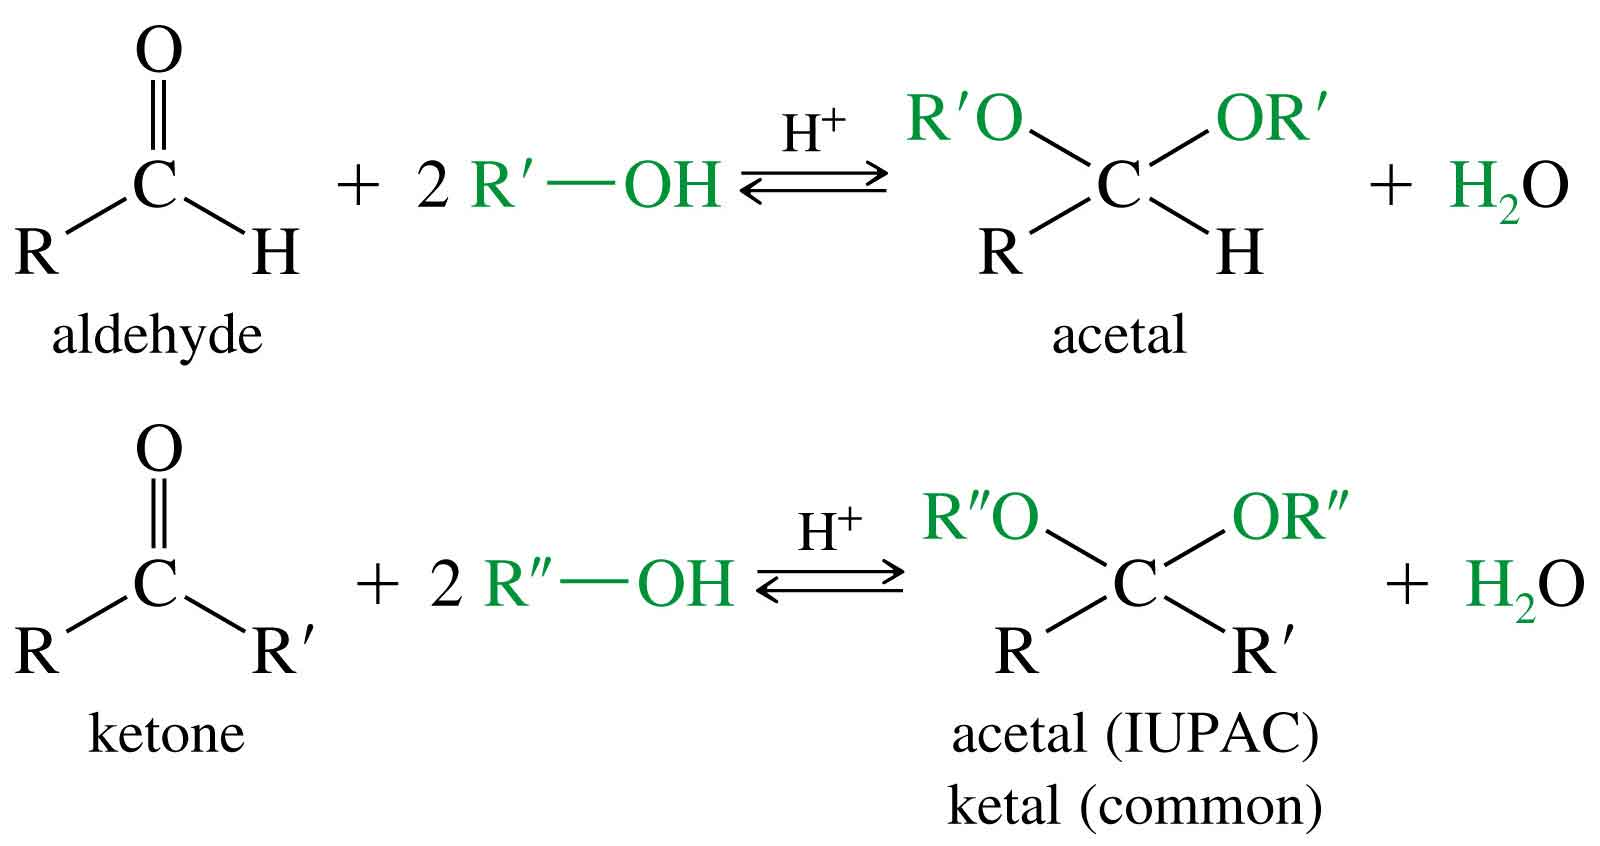 O
H⁺
R′O OR′
C + 2 R′—OH ⇌ C + H₂O
R H R H
aldehyde acetal
O
H⁺
R″O OR″
C + 2 R″—OH ⇌ C + H₂O
R R′ R R′
ketone acetal (IUPAC)
ketal (common)